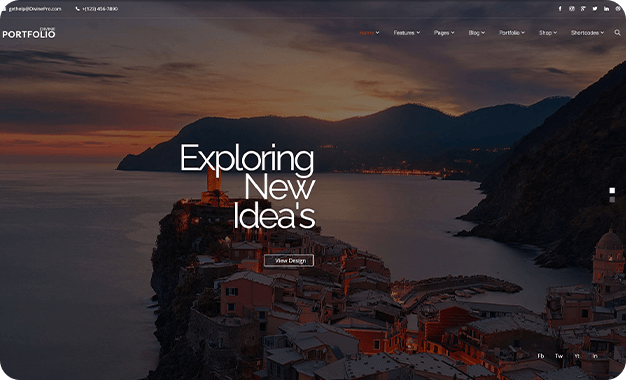 gethelp@DivinePro.com +(123) 456-7890
DIVINE
PORTFOLIO
Home Features Pages Blog Portfolio Shop Shortcodes
Exploring
New
Idea's
View Design
Fb Tw Yt In